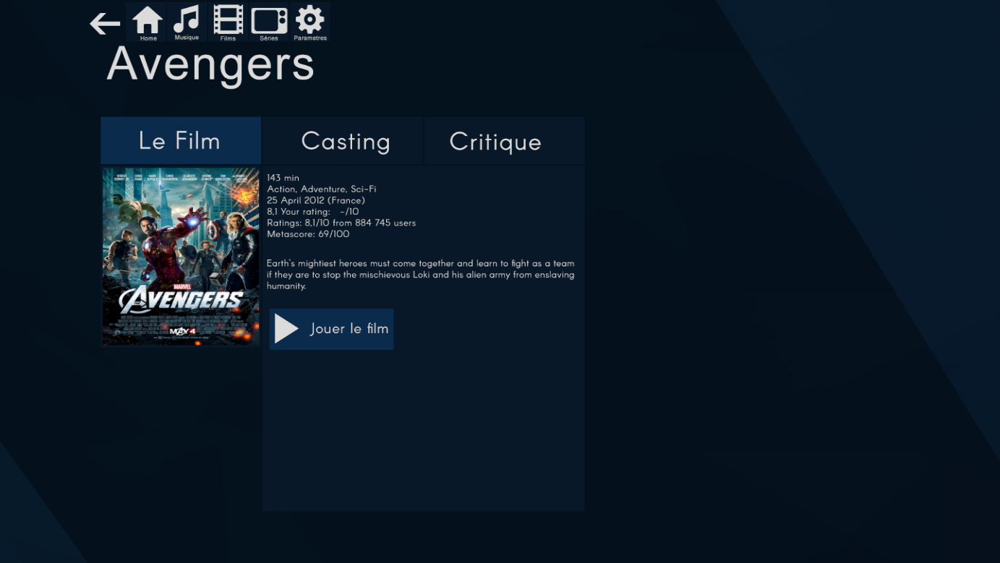 Home
Musique
Films
Séries
Parametres
Avengers
Le Film
Casting
Critique
143 min
Action, Adventure, Sci-Fi
25 April 2012 (France)
8,1 Your rating: -/10
Ratings: 8,1/10 from 884 745 users
Metascore: 69/100
Earth's mightiest heroes must come together and learn to fight as a team
if they are to stop the mischievous Loki and his alien army from enslaving
humanity.
Jouer le film
MARVEL
AVENGERS
MAY 4